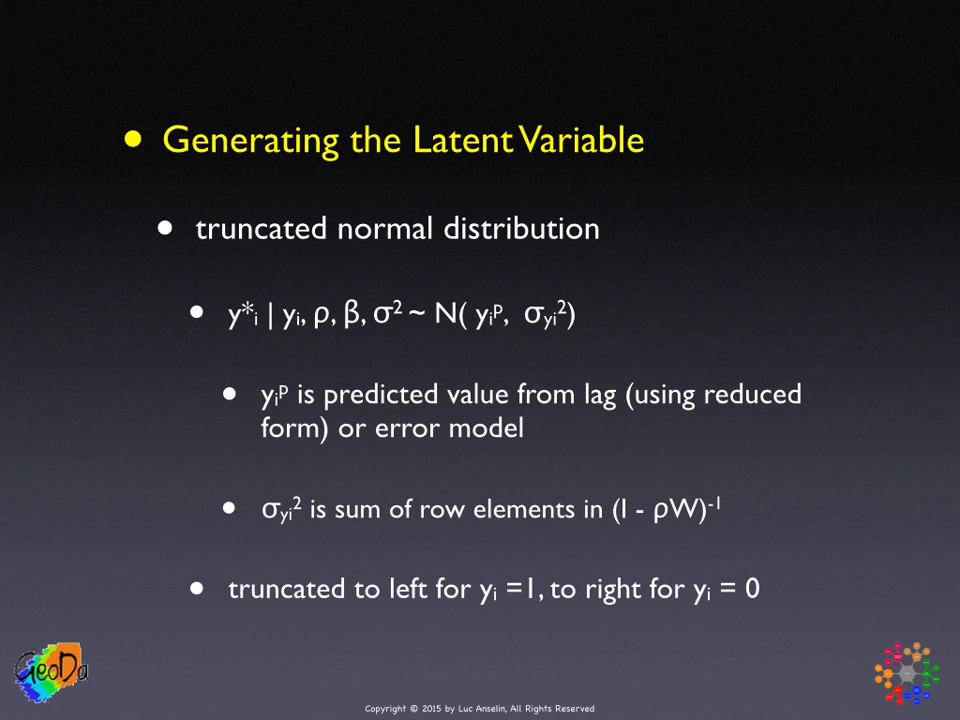 • Generating the Latent Variable
• truncated normal distribution
• y*ᵢ | yᵢ, ρ, β, σ² ~ N( yᵢᴾ, σyᵢ²)
• yᵢᴾ is predicted value from lag (using reduced
form) or error model
• σyᵢ² is sum of row elements in (I - ρW)⁻¹
• truncated to left for yᵢ =1, to right for yᵢ = 0
GeoDa
Copyright © 2015 by Luc Anselin, All Rights Reserved